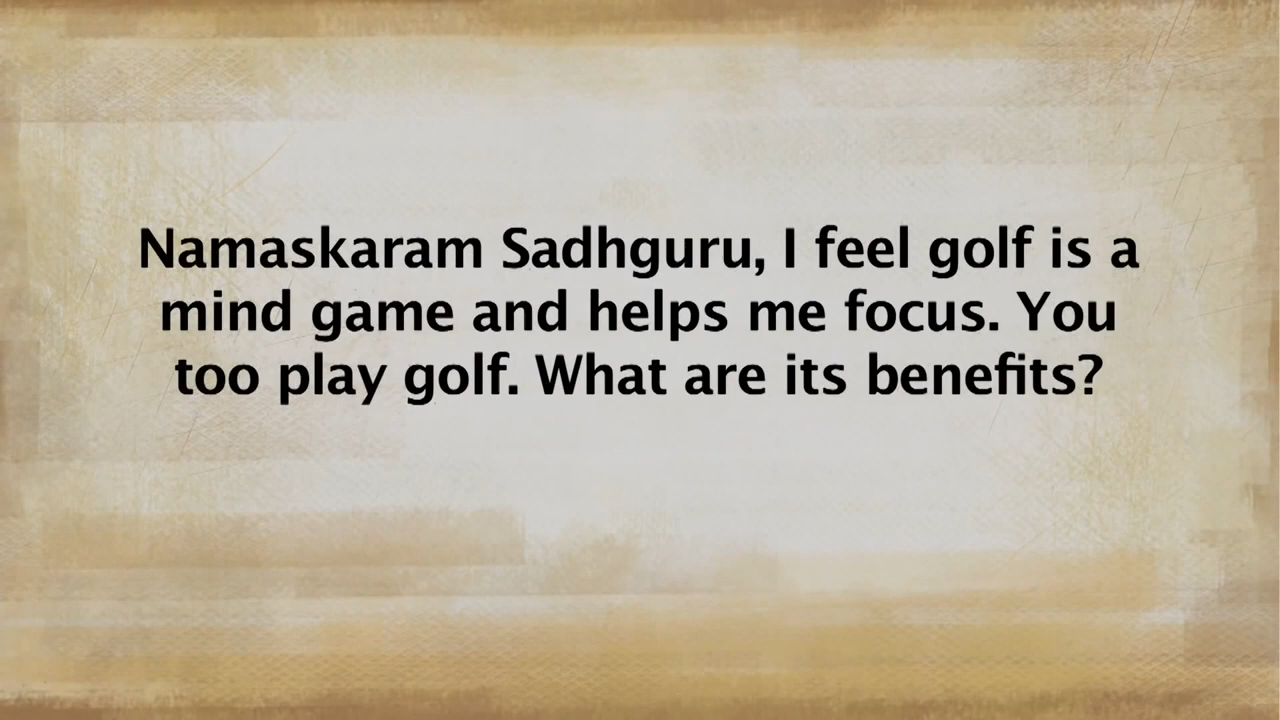 Namaskaram Sadhguru, I feel golf is a
mind game and helps me focus. You
too play golf. What are its benefits?